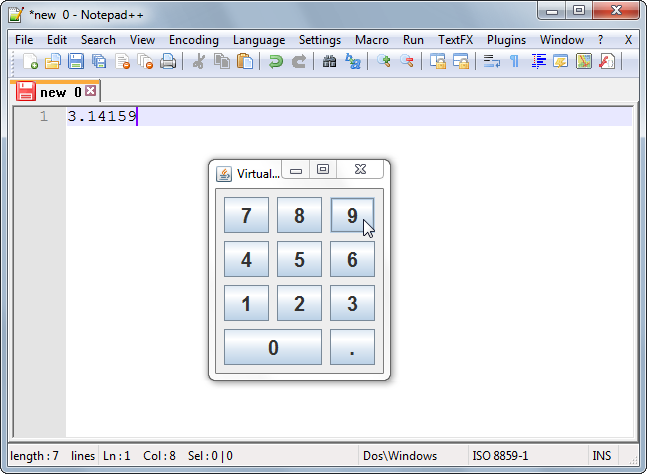 *new  0 - Notepad++
File Edit Search View Encoding Language Settings Macro Run TextFX Plugins Window ? X
new 0
1 3.14159
Virtual...
7 8 9
4 5 6
1 2 3
0 .
length : 7 lines Ln : 1 Col : 8 Sel : 0 | 0 Dos\Windows ISO 8859-1 INS